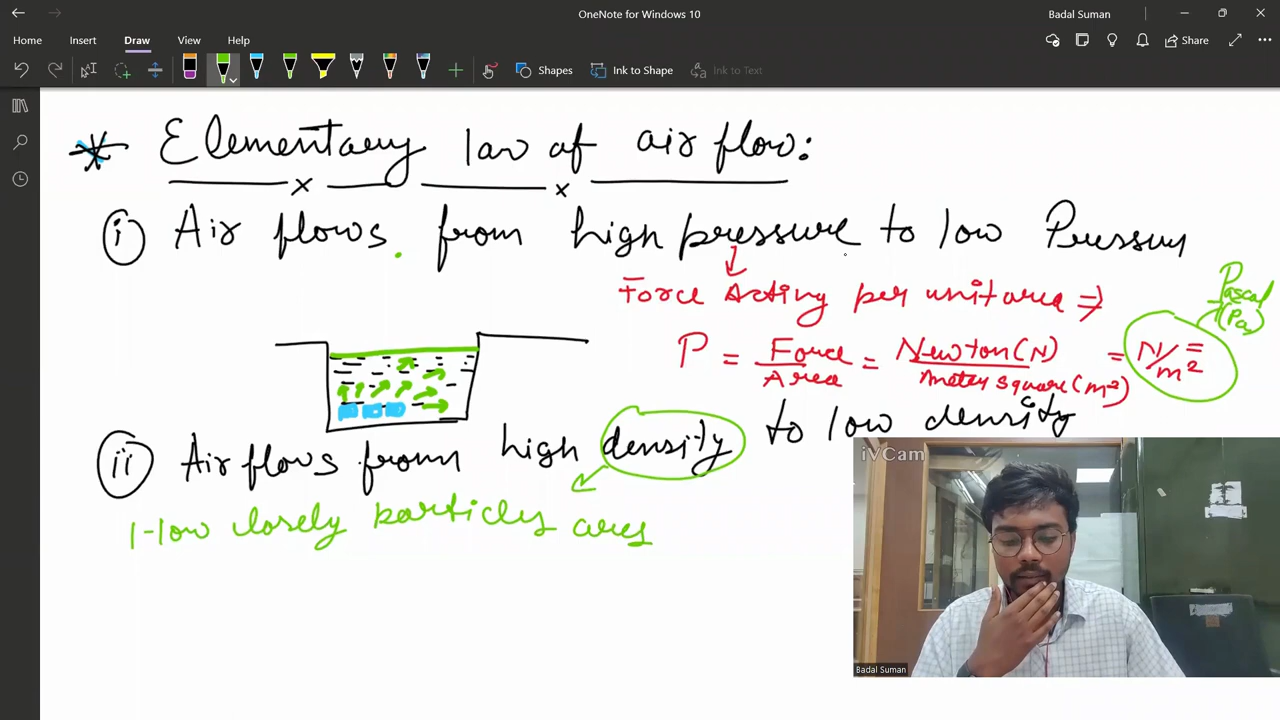 OneNote for Windows 10
Badal Suman
Home Insert Draw View Help
Share
Shapes Ink to Shape Ink to Text
Elementary law of air flow:
i) Air flows from high pressure to low Pressure
Force Acting per unit area ⇒
Pascal
(Pa)
P = Force/Area = Newton(N)/meter square(m²) = N/m²
ii) Air flows from high density to low density
How closely particles are
iVCam
Badal Suman